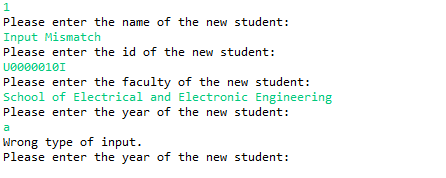 1
Please enter the name of the new student:
Input Mismatch
Please enter the id of the new student:
U0000010I
Please enter the faculty of the new student:
School of Electrical and Electronic Engineering
Please enter the year of the new student:
a
Wrong type of input.
Please enter the year of the new student: